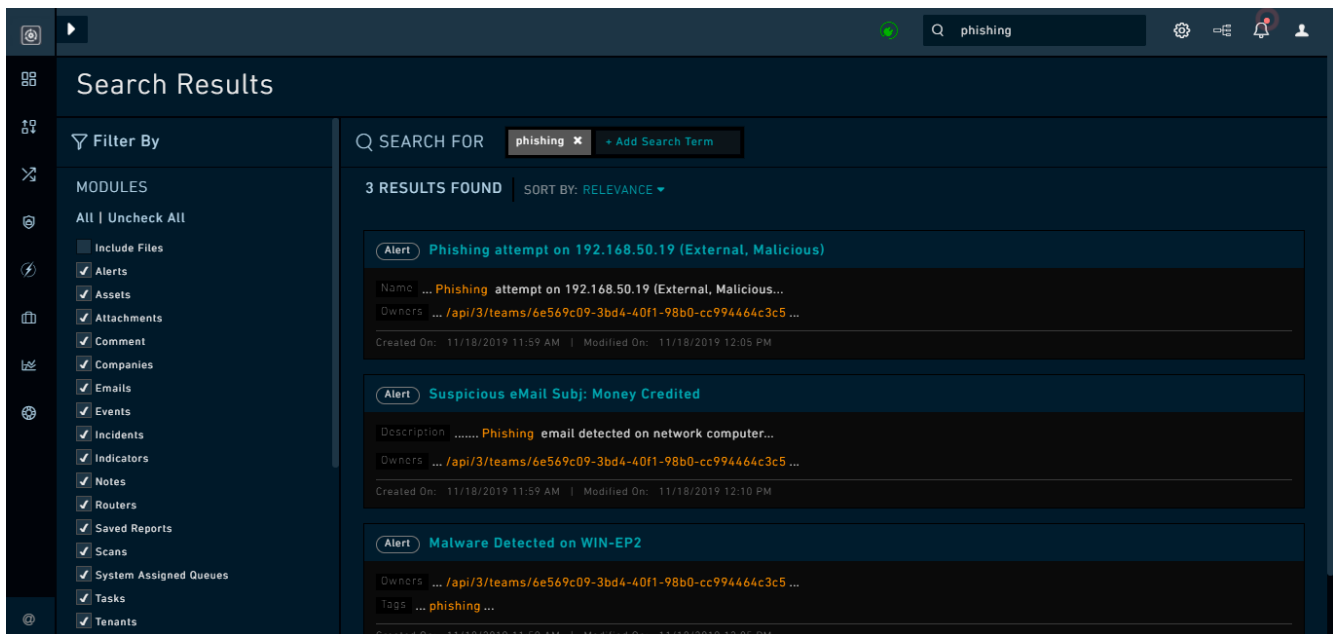 phishing
Search Results
Filter By
MODULES
All | Uncheck All
Include Files
Alerts
Assets
Attachments
Comment
Companies
Emails
Events
Incidents
Indicators
Notes
Routers
Saved Reports
Scans
System Assigned Queues
Tasks
Tenants
@
SEARCH FOR phishing ✖ + Add Search Term
3 RESULTS FOUND SORT BY: RELEVANCE
Alert Phishing attempt on 192.168.50.19 (External, Malicious)
Name ... Phishing attempt on 192.168.50.19 (External, Malicious...
Owners ... /api/3/teams/6e569c09-3bd4-40f1-98b0-cc994464c3c5 ...
Created On: 11/18/2019 11:59 AM | Modified On: 11/18/2019 12:05 PM
Alert Suspicious eMail Subj: Money Credited
Description ....... Phishing email detected on network computer...
Owners ... /api/3/teams/6e569c09-3bd4-40f1-98b0-cc994464c3c5 ...
Created On: 11/18/2019 11:59 AM | Modified On: 11/18/2019 12:10 PM
Alert Malware Detected on WIN-EP2
Owners ... /api/3/teams/6e569c09-3bd4-40f1-98b0-cc994464c3c5 ...
Tags ... phishing ...